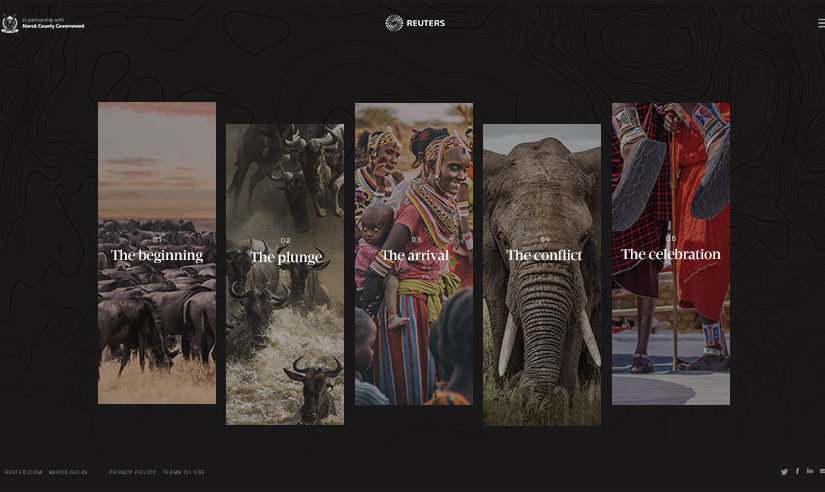 in partnership with
Narok County Government
REUTERS
01
The beginning
02
The plunge
03
The arrival
04
The conflict
05
The celebration
REUTER.COM NAROK.GO.KE PRIVACY POLICY TERMS OF USE